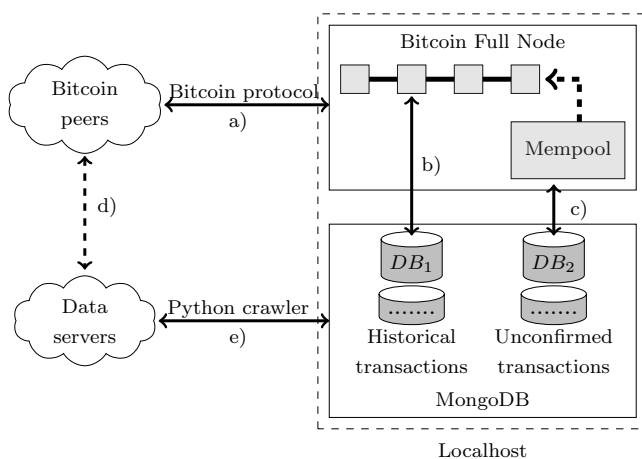 Bitcoin Full Node
Bitcoin
peers
Bitcoin protocol
a)
Mempool
b)
c)
d)
DB1
DB2
Data
servers
Python crawler
e)
.......
.......
Historical
transactions
Unconfirmed
transactions
MongoDB
Localhost